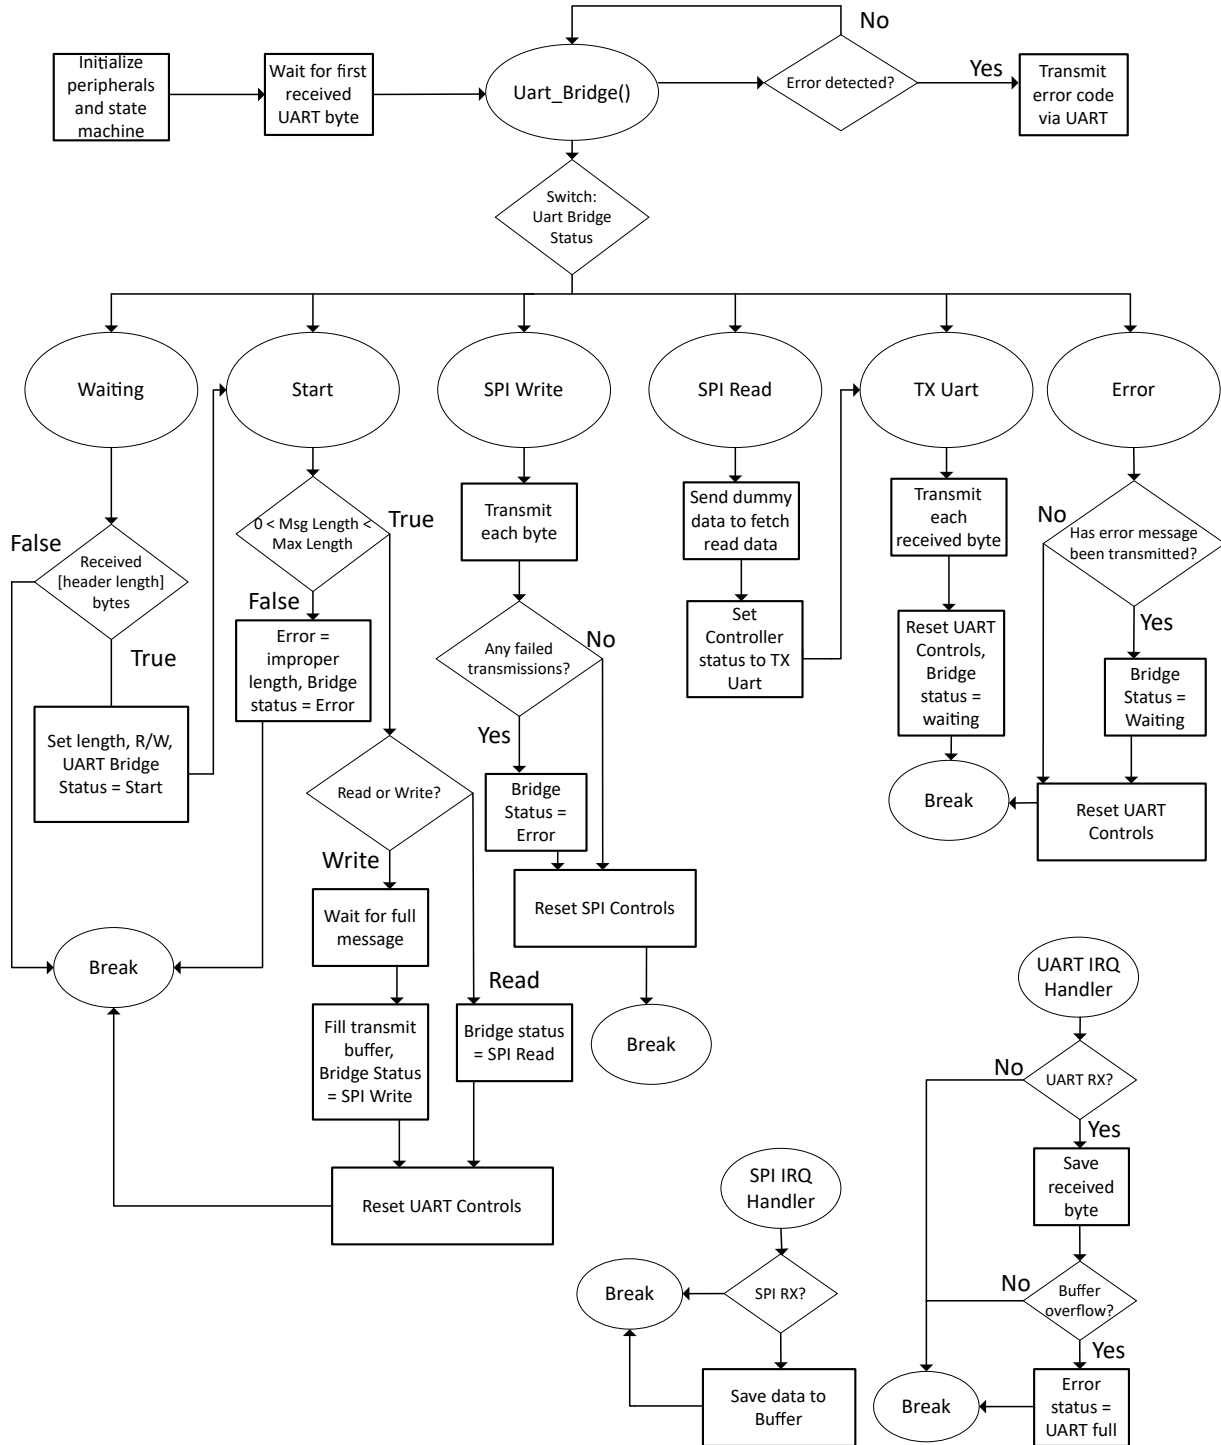 No
Initialize
peripherals
and state
machine
Wait for first
received
UART byte
Uart_Bridge()
Error detected?
Yes
Transmit
error code
via UART
Switch:
Uart Bridge
Status
Waiting
Start
SPI Write
SPI Read
TX Uart
Error
False
Received
[header length]
bytes
True
Set length, R/W,
UART Bridge
Status = Start
0 < Msg Length <
Max Length
True
False
Error =
improper
length, Bridge
status = Error
Read or Write?
Write
Wait for full
message
Fill transmit
buffer,
Bridge Status
= SPI Write
Read
Bridge status
= SPI Read
Reset UART Controls
Break
Transmit
each byte
Any failed
transmissions?
No
Yes
Bridge
Status =
Error
Reset SPI Controls
Break
Send dummy
data to fetch
read data
Set
Controller
status to TX
Uart
Transmit
each
received byte
Reset UART
Controls,
Bridge
status =
waiting
Break
No
Has error message
been transmitted?
Yes
Bridge
Status =
Waiting
Reset UART
Controls
SPI IRQ
Handler
SPI RX?
Break
Save data to
Buffer
UART IRQ
Handler
No
UART RX?
Yes
Save
received
byte
No
Buffer
overflow?
Yes
Error
status =
UART full
Break